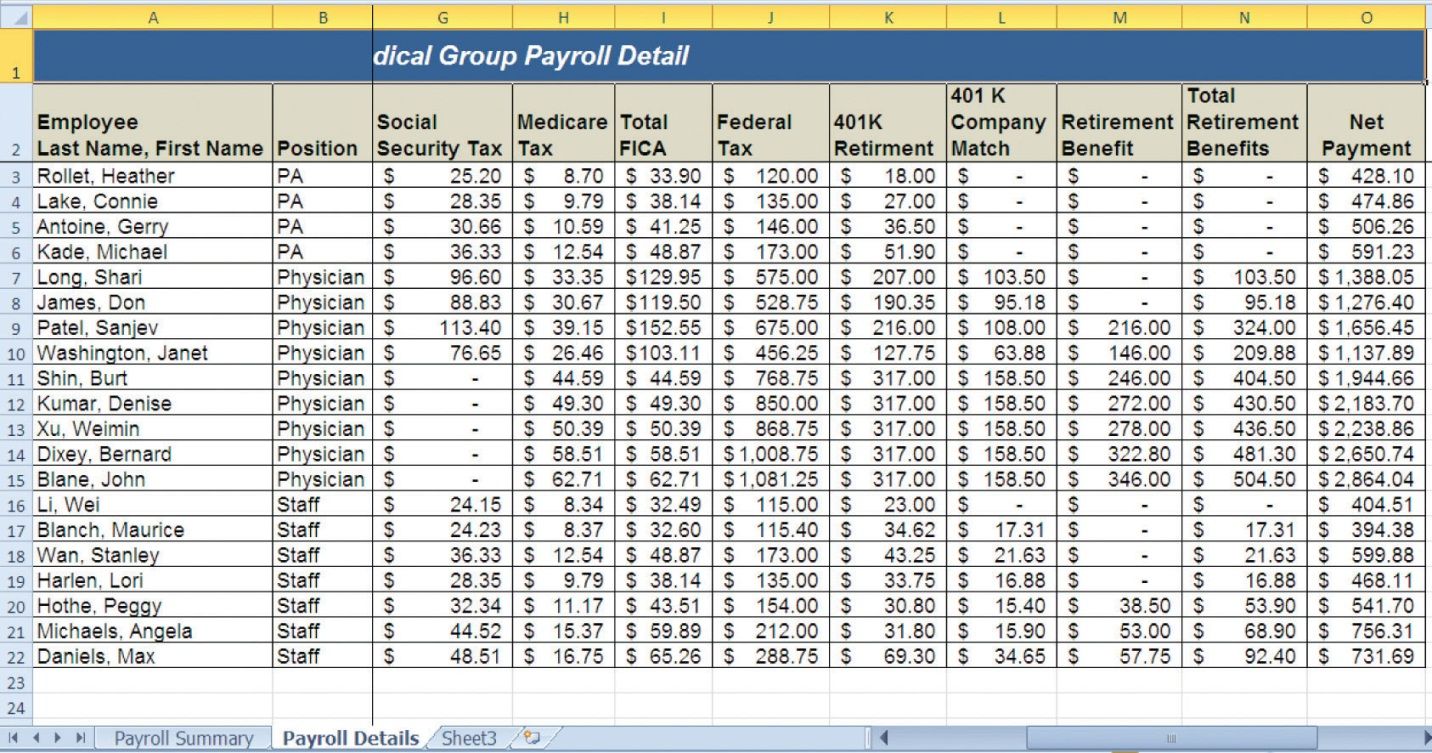 A B G H I J K L M N O
1 dical Group Payroll Detail
401 K Total
Employee Social Medicare Total Federal 401K Company Retirement Retirement Net
2 Last Name, First Name Position Security Tax Tax FICA Tax Retirment Match Benefit Benefits Payment
3 Rollet, Heather PA $ 25.20 $ 8.70 $ 33.90 $ 120.00 $ 18.00 $ - $ - $ - $ 428.10
4 Lake, Connie PA $ 28.35 $ 9.79 $ 38.14 $ 135.00 $ 27.00 $ - $ - $ - $ 474.86
5 Antoine, Gerry PA $ 30.66 $ 10.59 $ 41.25 $ 146.00 $ 36.50 $ - $ - $ - $ 506.26
6 Kade, Michael PA $ 36.33 $ 12.54 $ 48.87 $ 173.00 $ 51.90 $ - $ - $ - $ 591.23
7 Long, Shari Physician $ 96.60 $ 33.35 $129.95 $ 575.00 $ 207.00 $ 103.50 $ - $ 103.50 $ 1,388.05
8 James, Don Physician $ 88.83 $ 30.67 $119.50 $ 528.75 $ 190.35 $ 95.18 $ - $ 95.18 $ 1,276.40
9 Patel, Sanjev Physician $ 113.40 $ 39.15 $152.55 $ 675.00 $ 216.00 $ 108.00 $ 216.00 $ 324.00 $ 1,656.45
10 Washington, Janet Physician $ 76.65 $ 26.46 $103.11 $ 456.25 $ 127.75 $ 63.88 $ 146.00 $ 209.88 $ 1,137.89
11 Shin, Burt Physician $ - $ 44.59 $ 44.59 $ 768.75 $ 317.00 $ 158.50 $ 246.00 $ 404.50 $ 1,944.66
12 Kumar, Denise Physician $ - $ 49.30 $ 49.30 $ 850.00 $ 317.00 $ 158.50 $ 272.00 $ 430.50 $ 2,183.70
13 Xu, Weimin Physician $ - $ 50.39 $ 50.39 $ 868.75 $ 317.00 $ 158.50 $ 278.00 $ 436.50 $ 2,238.86
14 Dixey, Bernard Physician $ - $ 58.51 $ 58.51 $ 1,008.75 $ 317.00 $ 158.50 $ 322.80 $ 481.30 $ 2,650.74
15 Blane, John Physician $ - $ 62.71 $ 62.71 $ 1,081.25 $ 317.00 $ 158.50 $ 346.00 $ 504.50 $ 2,864.04
16 Li, Wei Staff $ 24.15 $ 8.34 $ 32.49 $ 115.00 $ 23.00 $ - $ - $ - $ 404.51
17 Blanch, Maurice Staff $ 24.23 $ 8.37 $ 32.60 $ 115.40 $ 34.62 $ 17.31 $ - $ 17.31 $ 394.38
18 Wan, Stanley Staff $ 36.33 $ 12.54 $ 48.87 $ 173.00 $ 43.25 $ 21.63 $ - $ 21.63 $ 599.88
19 Harlen, Lori Staff $ 28.35 $ 9.79 $ 38.14 $ 135.00 $ 33.75 $ 16.88 $ - $ 16.88 $ 468.11
20 Hothe, Peggy Staff $ 32.34 $ 11.17 $ 43.51 $ 154.00 $ 30.80 $ 15.40 $ 38.50 $ 53.90 $ 541.70
21 Michaels, Angela Staff $ 44.52 $ 15.37 $ 59.89 $ 212.00 $ 31.80 $ 15.90 $ 53.00 $ 68.90 $ 756.31
22 Daniels, Max Staff $ 48.51 $ 16.75 $ 65.26 $ 288.75 $ 69.30 $ 34.65 $ 57.75 $ 92.40 $ 731.69
23
24
Payroll Summary Payroll Details Sheet3